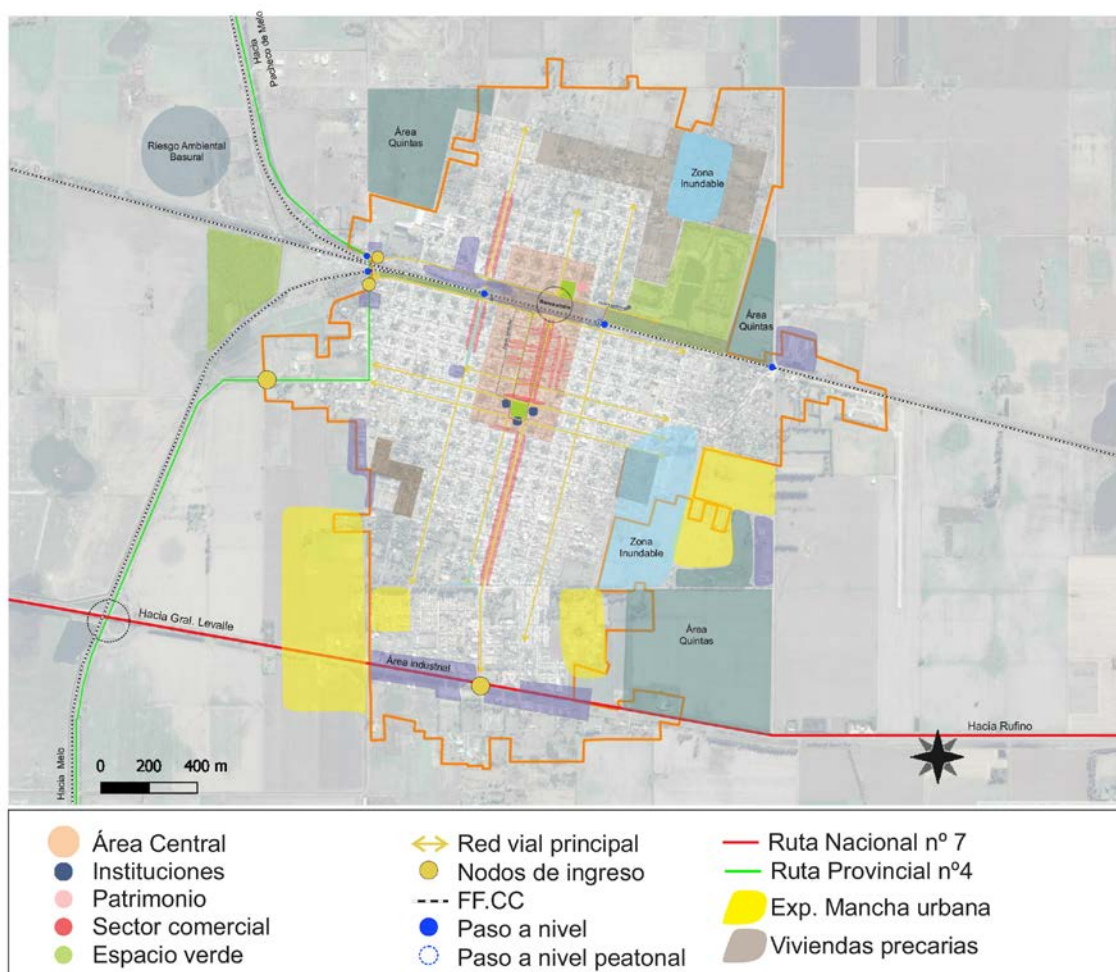 Hacia
Pacheco de Melo
Riesgo Ambiental
Basural
Área
Quintas
Zona
Inundable
Área
Quintas
Zona
Inundable
Área
Quintas
Hacia Gral. Levalle
Área industrial
Hacia Rufino
Hacia Melo
0 200 400 m
Área Central
Instituciones
Patrimonio
Sector comercial
Espacio verde
Red vial principal
Nodos de ingreso
FF.CC
Paso a nivel
Paso a nivel peatonal
Ruta Nacional nº 7
Ruta Provincial nº4
Exp. Mancha urbana
Viviendas precarias